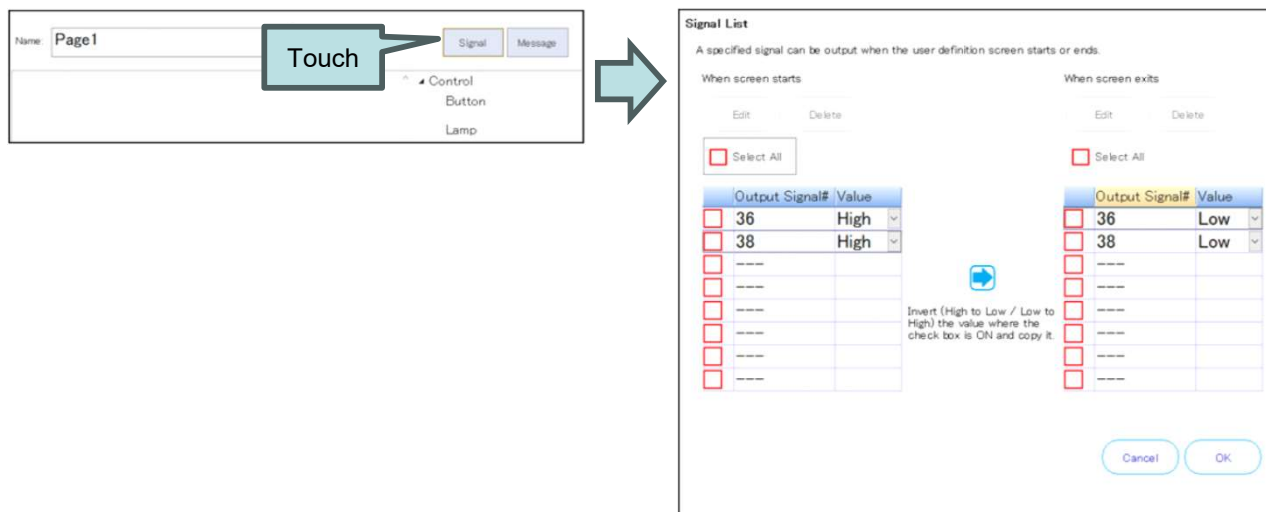 Name: Page1
Touch
Signal Message
Control
Button
Lamp
Signal List
A specified signal can be output when the user definition screen starts or ends.
When screen starts
Edit Delete
Select All
Output Signal# Value
36 High
38 High
---
---
---
---
---
---
Invert (High to Low / Low to
High) the value where the
check box is ON and copy it.
When screen exits
Edit Delete
Select All
Output Signal# Value
36 Low
38 Low
---
---
---
---
---
---
Cancel OK